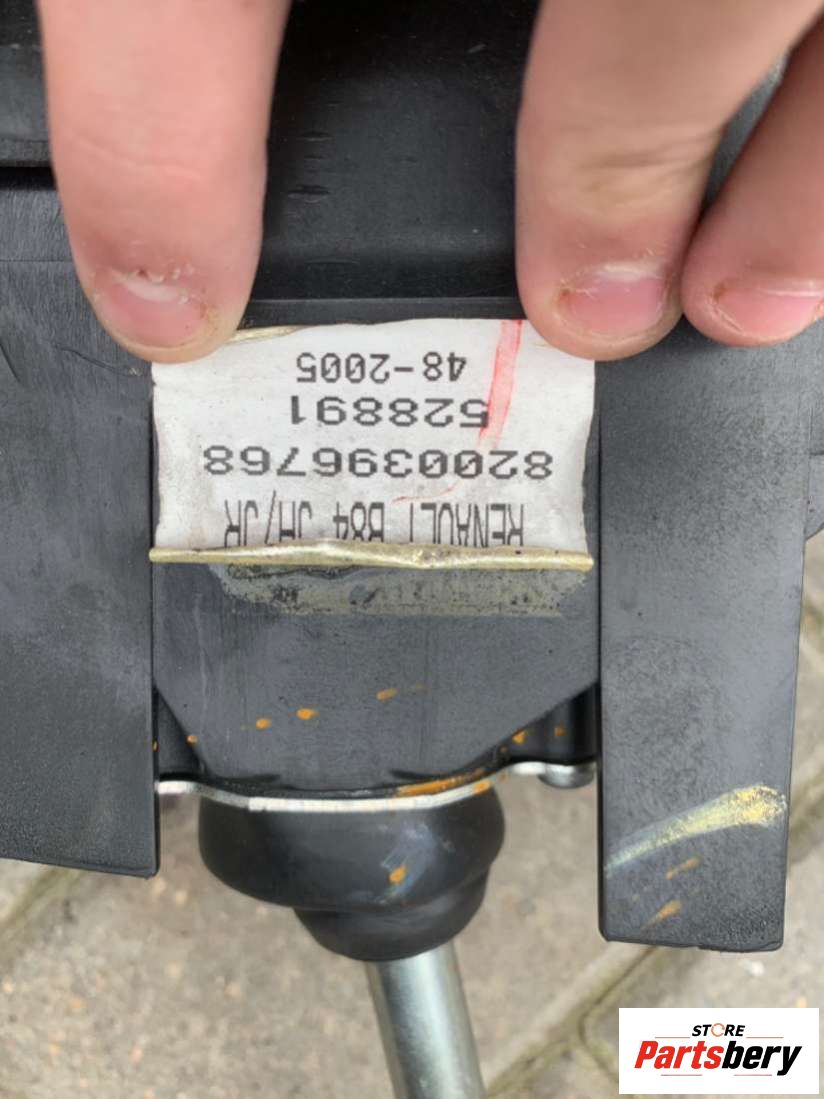 RENAULT B84 JH/JR
8200396768
528891
48-2005
STORE
Partsbery